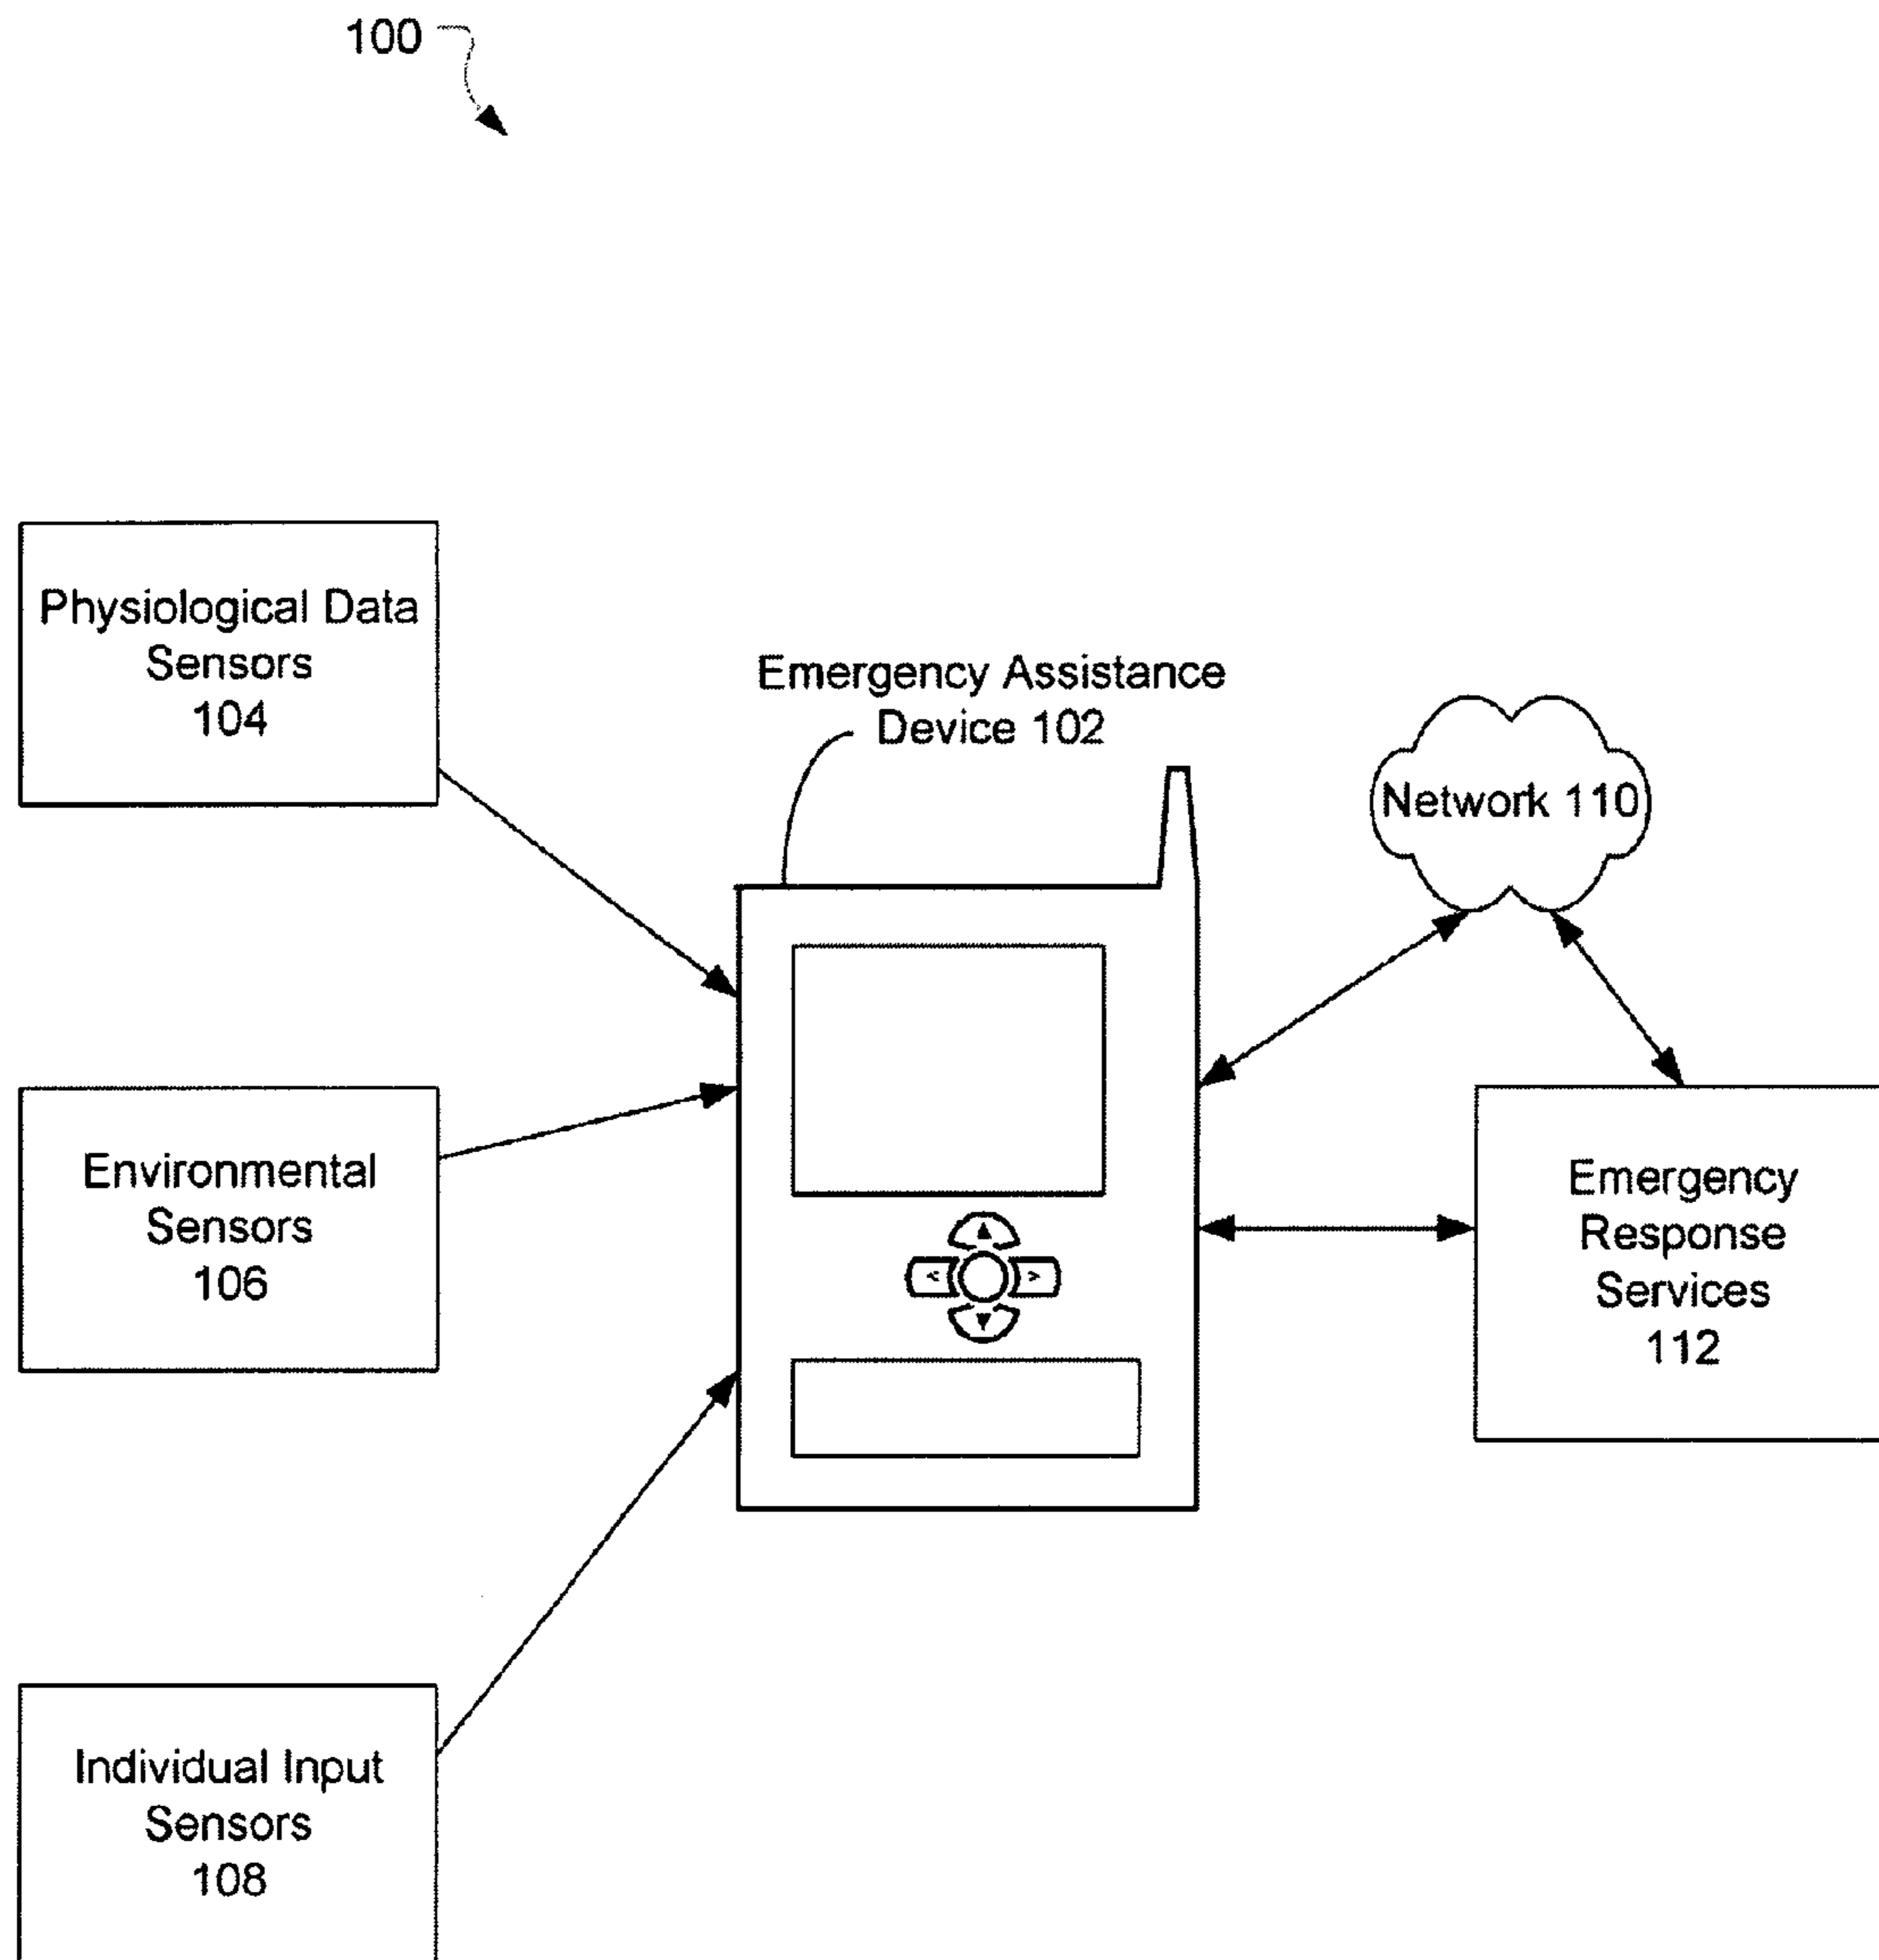 100
Physiological Data
Sensors
104
Emergency Assistance
Device 102
Network 110
Environmental
Sensors
106
Emergency
Response
Services
112
Individual Input
Sensors
108